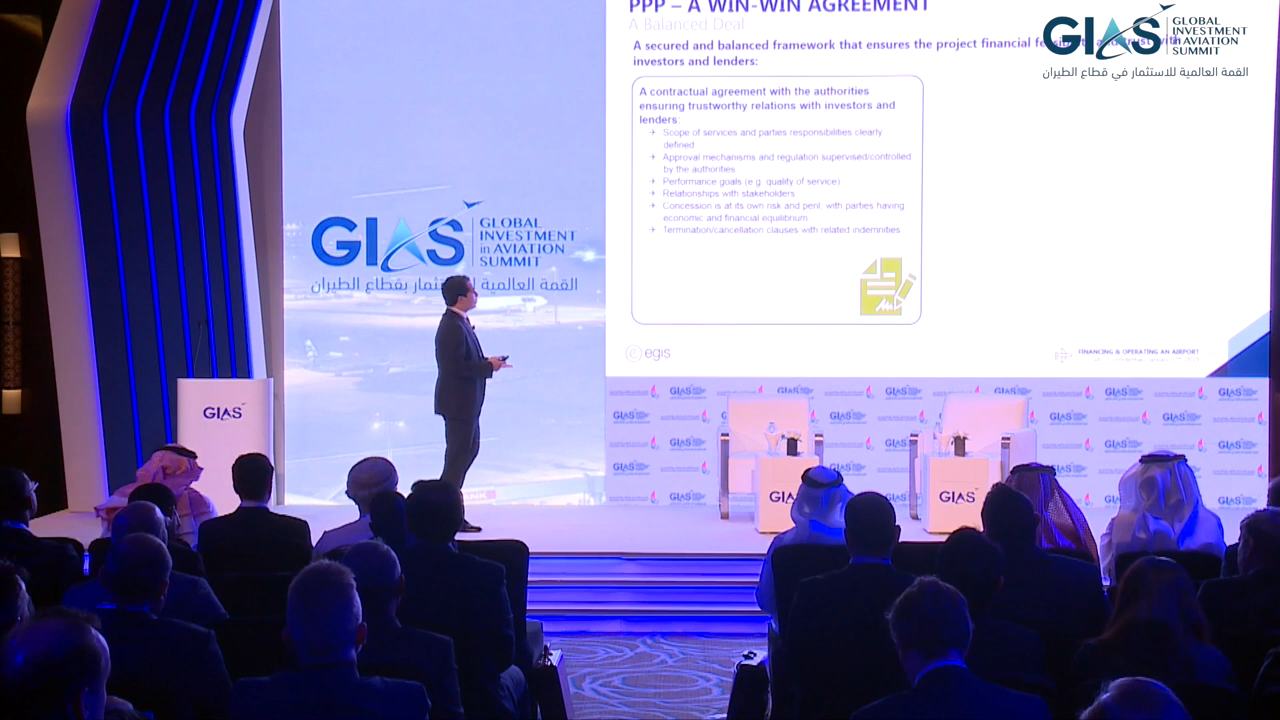 PPP – A WIN-WIN AGREEMENT
A Balanced Deal
A secured and balanced framework that ensures the project financial and trust with
investors and lenders:
A contractual agreement with the authorities
ensuring trustworthy relations with investors and
lenders:
Scope of services and parties responsibilities clearly
defined
Approval mechanisms and regulation supervised/controlled
by the authorities
Performance goals (e.g. quality of service)
Relationships with stakeholders
Concession is at its own risk and peril, with parties having
economic and financial equilibrium
Termination/cancellation clauses with related indemnities
egis
FINANCING & OPERATING AN AIRPORT
GIAS
GLOBAL
INVESTMENT
in AVIATION
SUMMIT
القمة العالمية للاستثمار في قطاع الطيران
GIAS
GLOBAL
INVESTMENT
in AVIATION
SUMMIT
القمة العالمية بقطاع الطيران
GIAS
GIAS
GIAS